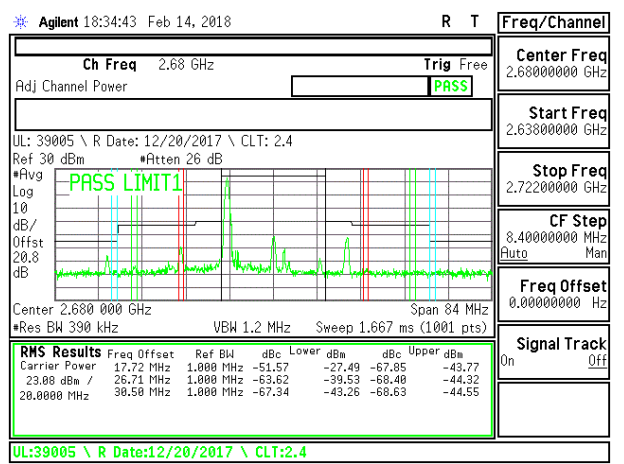 Agilent 18:34:43 Feb 14, 2018 R T
Freq/Channel
Ch Freq 2.68 GHz Trig Free
Adj Channel Power PASS
UL: 39005 \ R Date: 12/20/2017 \ CLT: 2.4
Ref 30 dBm #Atten 26 dB
#Avg
Log
10
dB/
Offst
20.8
dB
PASS LIMIT1
Center 2.680 000 GHz Span 84 MHz
#Res BW 390 kHz VBW 1.2 MHz Sweep 1.667 ms (1001 pts)
RMS Results Freq Offset Ref BW dBc Lower dBm dBc Upper dBm
Carrier Power 17.72 MHz 1.000 MHz -51.57 -27.49 -67.85 -43.77
23.08 dBm / 26.71 MHz 1.000 MHz -63.62 -39.53 -68.40 -44.32
20.0000 MHz 30.50 MHz 1.000 MHz -67.34 -43.26 -68.63 -44.55
UL:39005 \ R Date:12/20/2017 \ CLT:2.4
Center Freq
2.68000000 GHz
Start Freq
2.63800000 GHz
Stop Freq
2.72200000 GHz
CF Step
8.40000000 MHz
Auto Man
Freq Offset
0.00000000 Hz
Signal Track
On Off